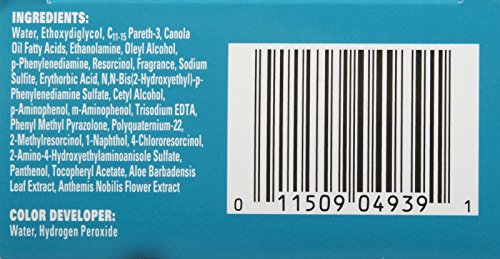 INGREDIENTS:
Water, Ethoxydiglycol, C11-15 Pareth-3, Canola
Oil Fatty Acids, Ethanolamine, Oleyl Alcohol,
p-Phenylenediamine, Resorcinol, Fragrance, Sodium
Sulfite, Erythorbic Acid, N,N-Bis(2-Hydroxyethyl)-p-
Phenylenediamine Sulfate, Cetyl Alcohol,
p-Aminophenol, m-Aminophenol, Trisodium EDTA,
Phenyl Methyl Pyrazolone, Polyquaternium-22,
2-Methylresorcinol, 1-Naphthol, 4-Chlororesorcinol,
2-Amino-4-Hydroxyethylaminoanisole Sulfate,
Panthenol, Tocopheryl Acetate, Aloe Barbadensis
Leaf Extract, Anthemis Nobilis Flower Extract
COLOR DEVELOPER:
Water, Hydrogen Peroxide
0 11509 04939 1